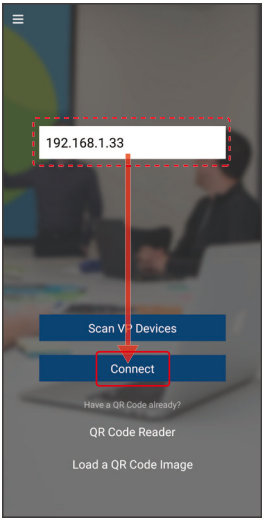 192.168.1.33
Scan VP Devices
Connect
Have a QR Code already?
QR Code Reader
Load a QR Code Image